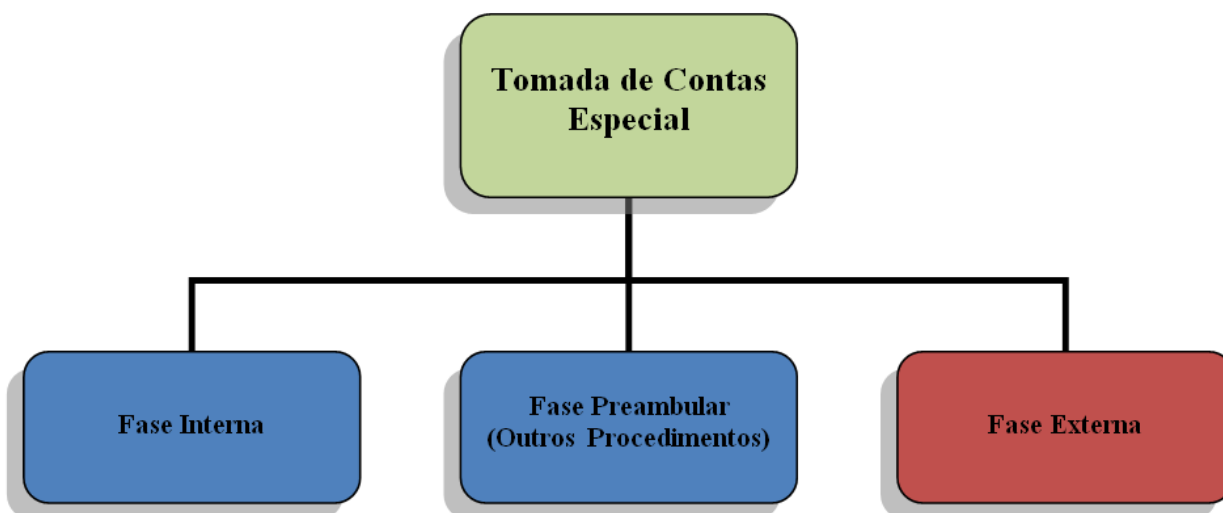 Tomada de Contas
Especial
Fase Interna
Fase Preambular
(Outros Procedimentos)
Fase Externa